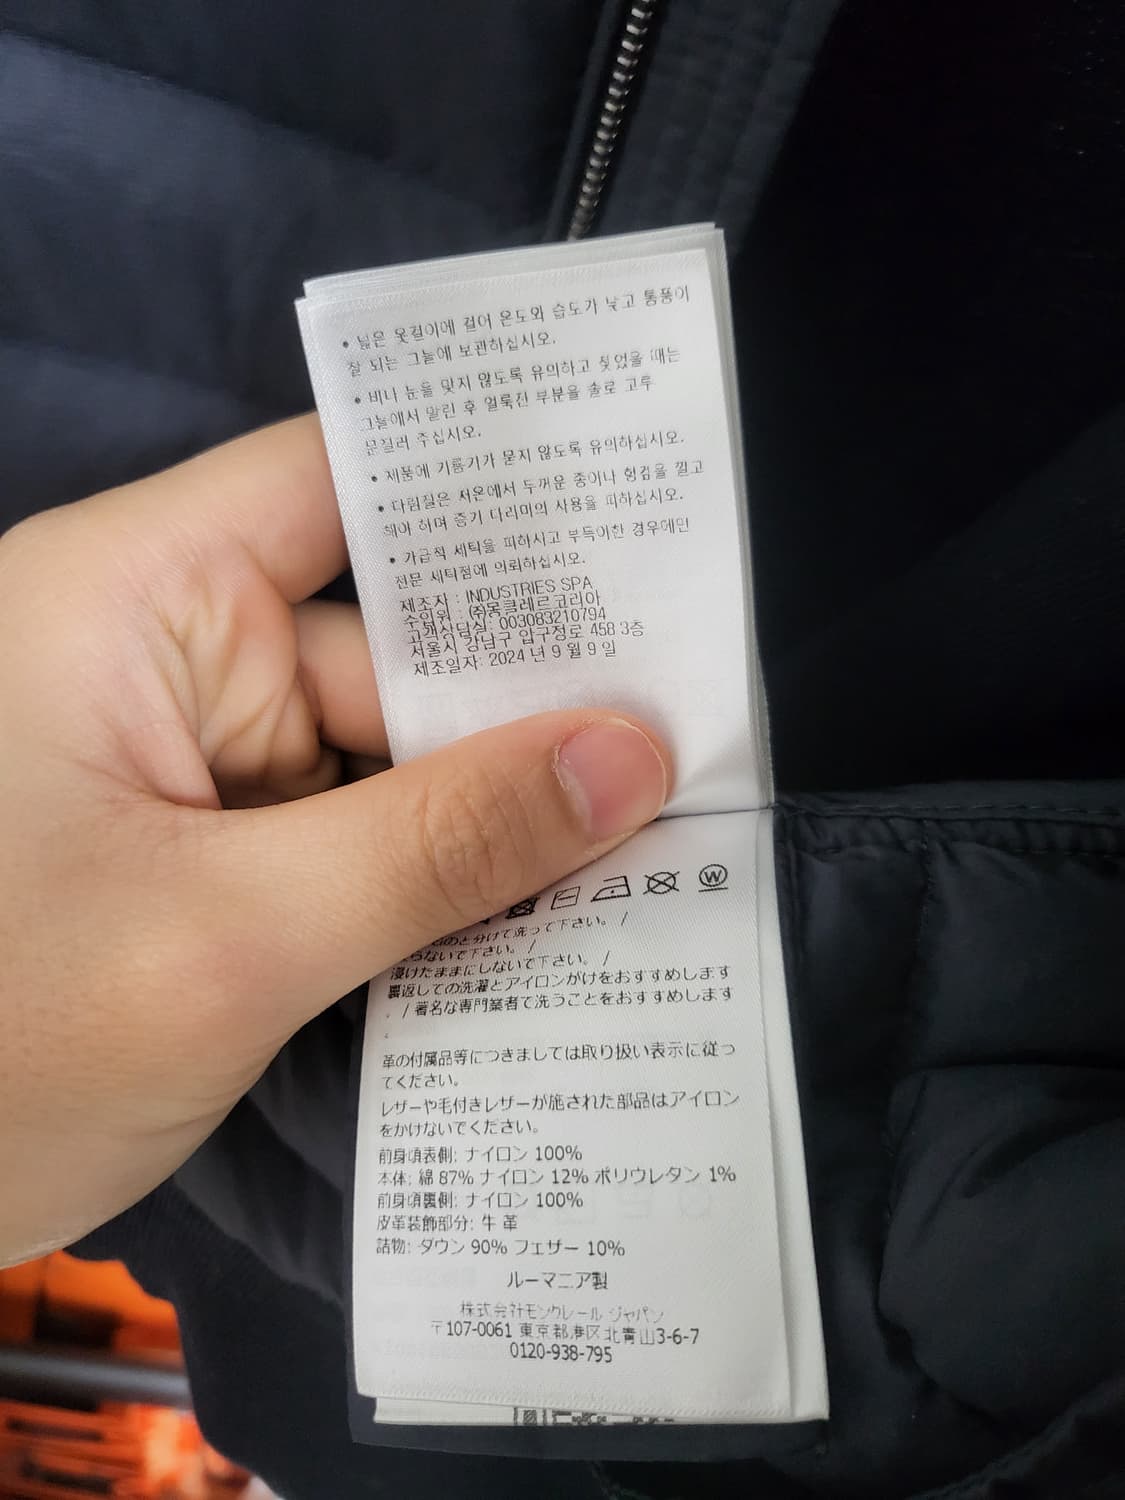 • 넓은 옷걸이에 걸어 온도와 습도가 낮고 통풍이
잘 되는 그늘에 보관하십시오.
• 비나 눈을 맞지 않도록 유의하고 젖었을 때는
그늘에서 말린 후 얼룩진 부분을 솔로 고루
문질러 주십시오.
• 제품에 기름기가 묻지 않도록 유의하십시오.
• 다림질은 저온에서 두꺼운 종이나 헝겊을 깔고
해야 하며 증기 다리미의 사용을 피하십시오.
• 가급적 세탁을 피하시고 부득이한 경우에만
전문 세탁점에 의뢰하십시오.
제조자 : INDUSTRIES SPA
수입원 : ㈜몽클레르코리아
고객상담실: 003083210794
서울시 강남구 압구정로 458 3층
제조일자: 2024 년 9 월 9 일
W
のと分けて洗って下さい。 /
らないで下さい。 /
浸けたままにしないで下さい。 /
裏返しての洗濯とアイロンがけをおすすめします
. / 著名な専門業者で洗うことをおすすめします
.
革の付属品等につきましては取り扱い表示に従っ
てください。
レザーや毛付きレザーが施された部品はアイロン
をかけないでください。
前身頃表側: ナイロン 100%
本体: 綿 87% ナイロン 12% ポリウレタン 1%
前身頃裏側: ナイロン 100%
皮革装飾部分: 牛 革
詰物: ダウン 90% フェザー 10%
ルーマニア製
株式会社モンクレール ジャパン
〒107-0061 東京都港区北青山3-6-7
0120-938-795